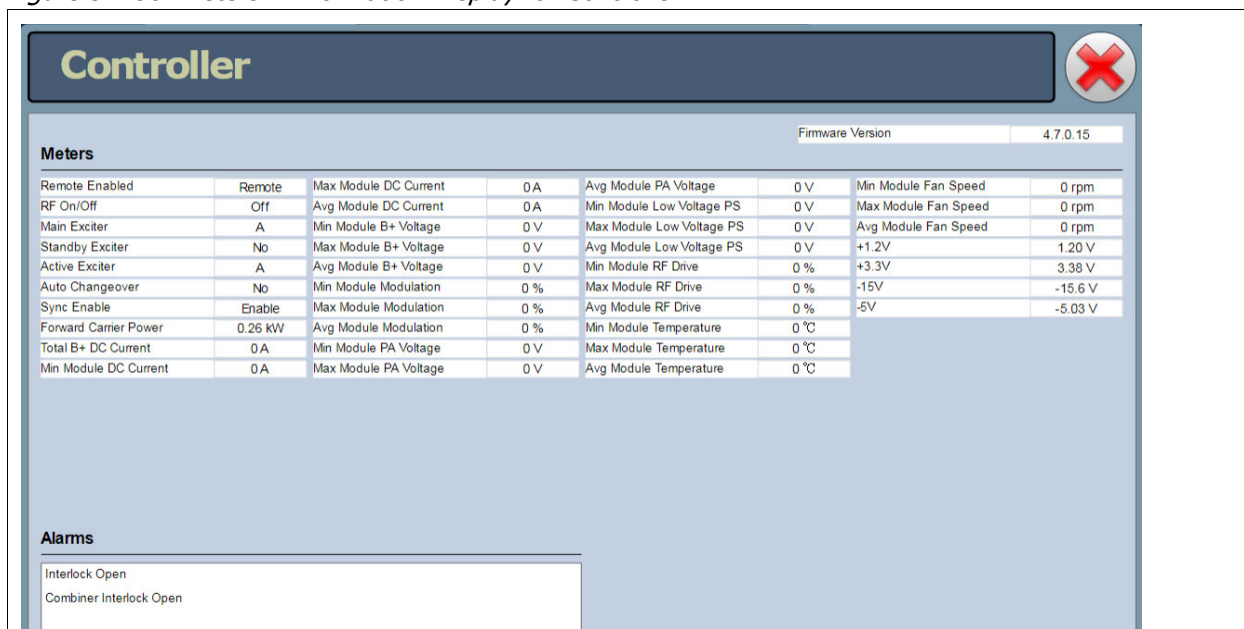 Controller
Firmware Version 4.7.0.15
Meters
Remote Enabled Remote Max Module DC Current 0 A Avg Module PA Voltage 0 V Min Module Fan Speed 0 rpm
RF On/Off Off Avg Module DC Current 0 A Min Module Low Voltage PS 0 V Max Module Fan Speed 0 rpm
Main Exciter A Min Module B+ Voltage 0 V Max Module Low Voltage PS 0 V Avg Module Fan Speed 0 rpm
Standby Exciter No Max Module B+ Voltage 0 V Avg Module Low Voltage PS 0 V +1.2V 1.20 V
Active Exciter A Avg Module B+ Voltage 0 V Min Module RF Drive 0 % +3.3V 3.38 V
Auto Changeover No Min Module Modulation 0 % Max Module RF Drive 0 % -15V -15.6 V
Sync Enable Enable Max Module Modulation 0 % Avg Module RF Drive 0 % -5V -5.03 V
Forward Carrier Power 0.26 kW Avg Module Modulation 0 % Min Module Temperature 0 °C
Total B+ DC Current 0 A Min Module PA Voltage 0 V Max Module Temperature 0 °C
Min Module DC Current 0 A Max Module PA Voltage 0 V Avg Module Temperature 0 °C
Alarms
Interlock Open
Combiner Interlock Open